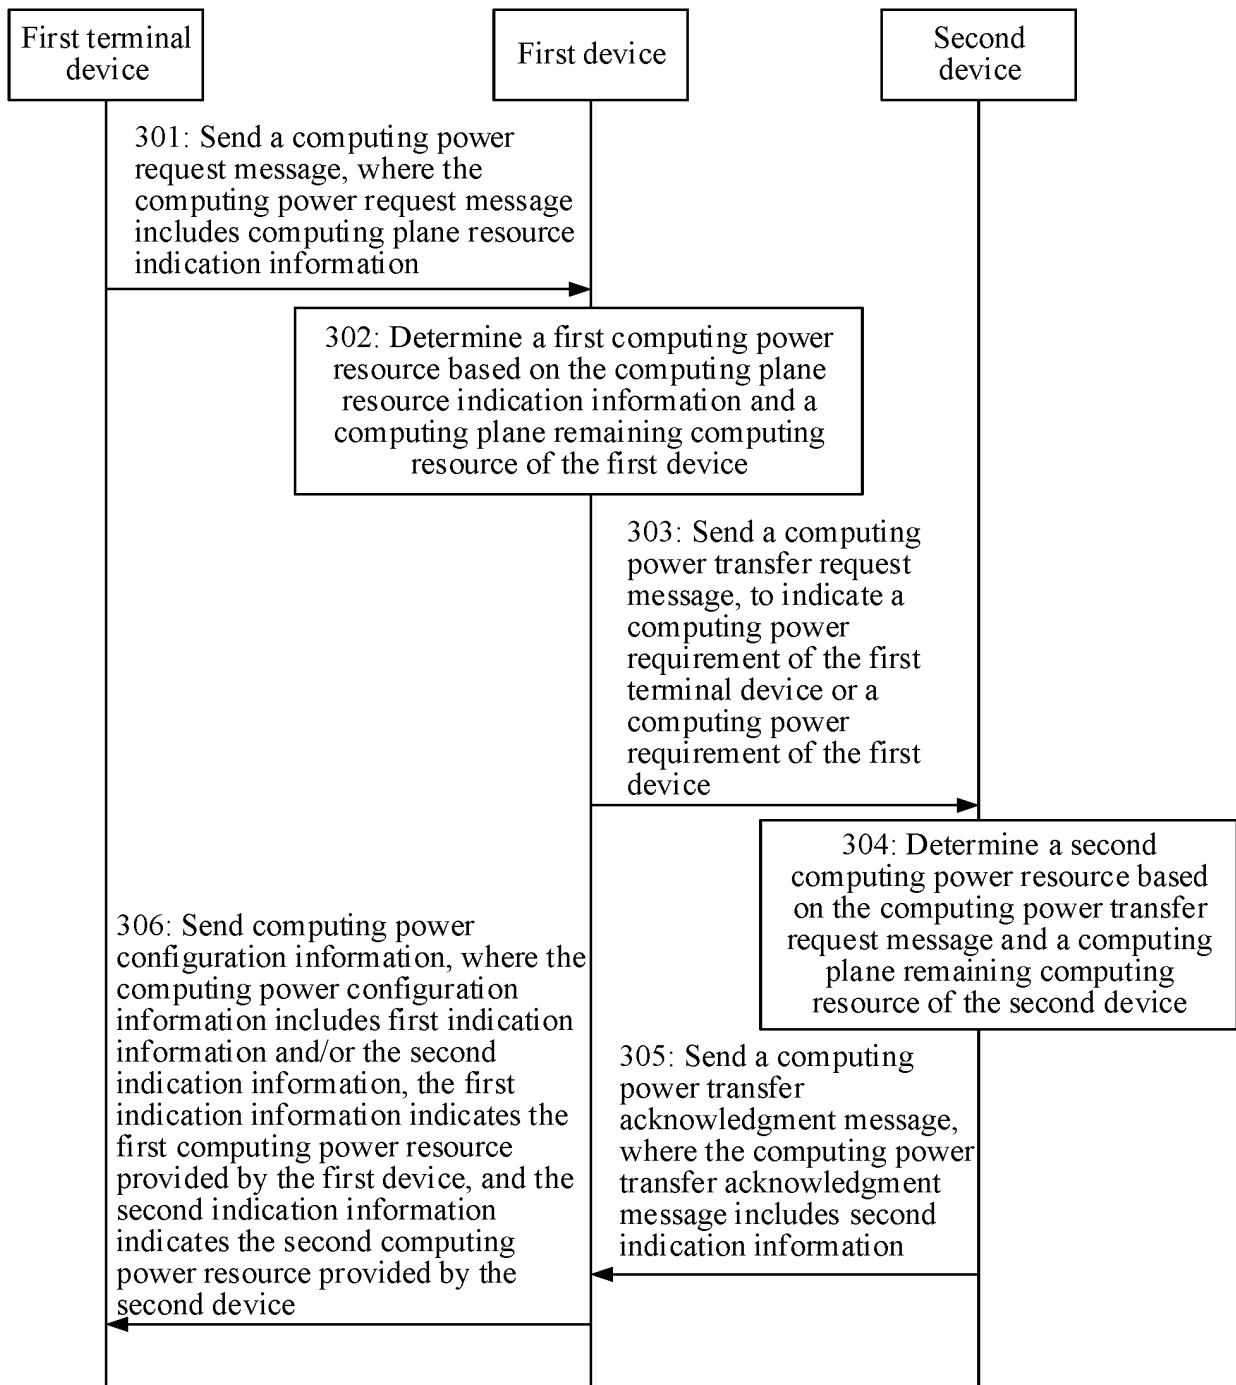 First terminal
device
First device
Second
device
301: Send a computing power
request message, where the
computing power request message
includes computing plane resource
indication information
302: Determine a first computing power
resource based on the computing plane
resource indication information and a
computing plane remaining computing
resource of the first device
303: Send a computing
power transfer request
message, to indicate a
computing power
requirement of the first
terminal device or a
computing power
requirement of the first
device
304: Determine a second
computing power resource based
on the computing power transfer
request message and a computing
plane remaining computing
resource of the second device
305: Send a computing
power transfer
acknowledgment message,
where the computing power
transfer acknowledgment
message includes second
indication information
306: Send computing power
configuration information, where the
computing power configuration
information includes first indication
information and/or the second
indication information, the first
indication information indicates the
first computing power resource
provided by the first device, and the
second indication information
indicates the second computing
power resource provided by the
second device